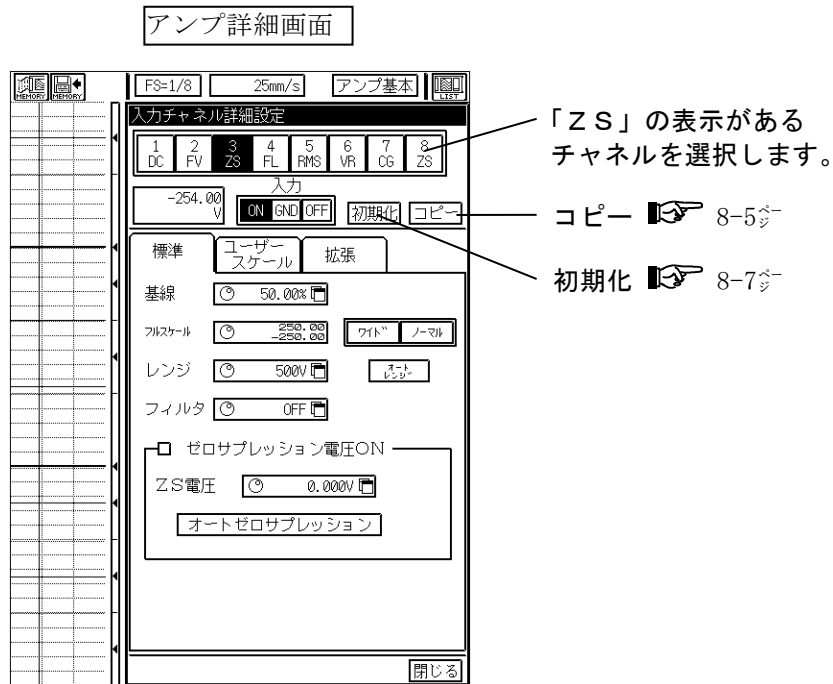 アンプ詳細画面
MEMORY MEMORY FS=1/8 25mm/s アンプ基本 LIST
入力チャネル詳細設定
1 2 3 4 5 6 7 8
DC FV ZS FL RMS VR CG ZS
「ZS」の表示がある
チャネルを選択します。
入力
-254.00
V
ON GND OFF 初期化 コピー
コピー ☞ 8-5㌻
初期化 ☞ 8-7㌻
標準 ユーザー
スケール 拡張
基線 50.00%
フルスケール 250.00
-250.00 ワイド ノーマル
レンジ 500V オート
レンジ
フィルタ OFF
ゼロサプレッション電圧ON
ZS電圧 0.000V
オートゼロサプレッション
閉じる